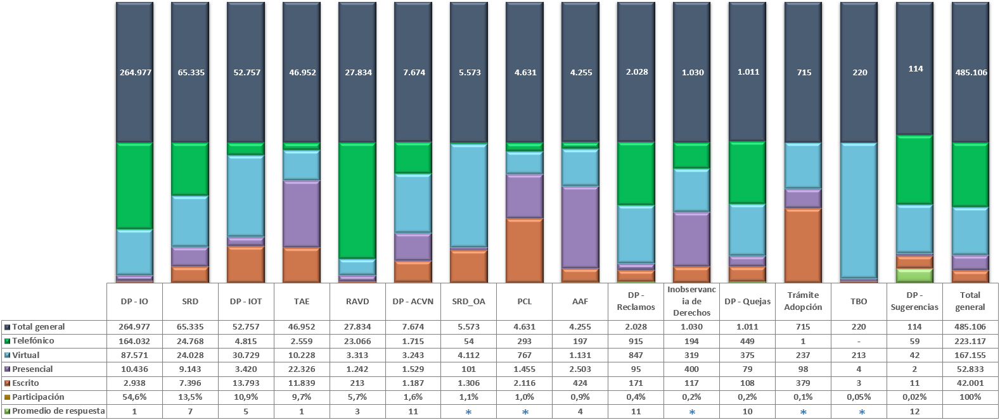 264.977 65.335 52.757 46.952 27.834 7.674 5.573 4.631 4.255 2.028 1.030 1.011 715 220 114 485.106
DP - IO SRD DP - IOT TAE RAVD DP - ACVN SRD_OA PCL AAF DP - Reclamos Inobservancia de Derechos DP - Quejas Trámite Adopción TBO DP - Sugerencias Total general
Total general 264.977 65.335 52.757 46.952 27.834 7.674 5.573 4.631 4.255 2.028 1.030 1.011 715 220 114 485.106
Telefónico 164.032 24.768 4.815 2.559 23.066 1.715 54 293 197 915 194 449 1 - 59 223.117
Virtual 87.571 24.028 30.729 10.228 3.313 3.243 4.112 767 1.131 847 319 375 237 213 42 167.155
Presencial 10.436 9.143 3.420 22.326 1.242 1.529 101 1.455 2.503 95 400 79 98 4 2 52.833
Escrito 2.938 7.396 13.793 11.839 213 1.187 1.306 2.116 424 171 117 108 379 3 11 42.001
Participación 54,6% 13,5% 10,9% 9,7% 5,7% 1,6% 1,1% 1,0% 0,9% 0,4% 0,2% 0,2% 0,1% 0,05% 0,02% 100%
Promedio de respuesta 1 7 5 1 3 11 * * 4 11 * 10 * * 12